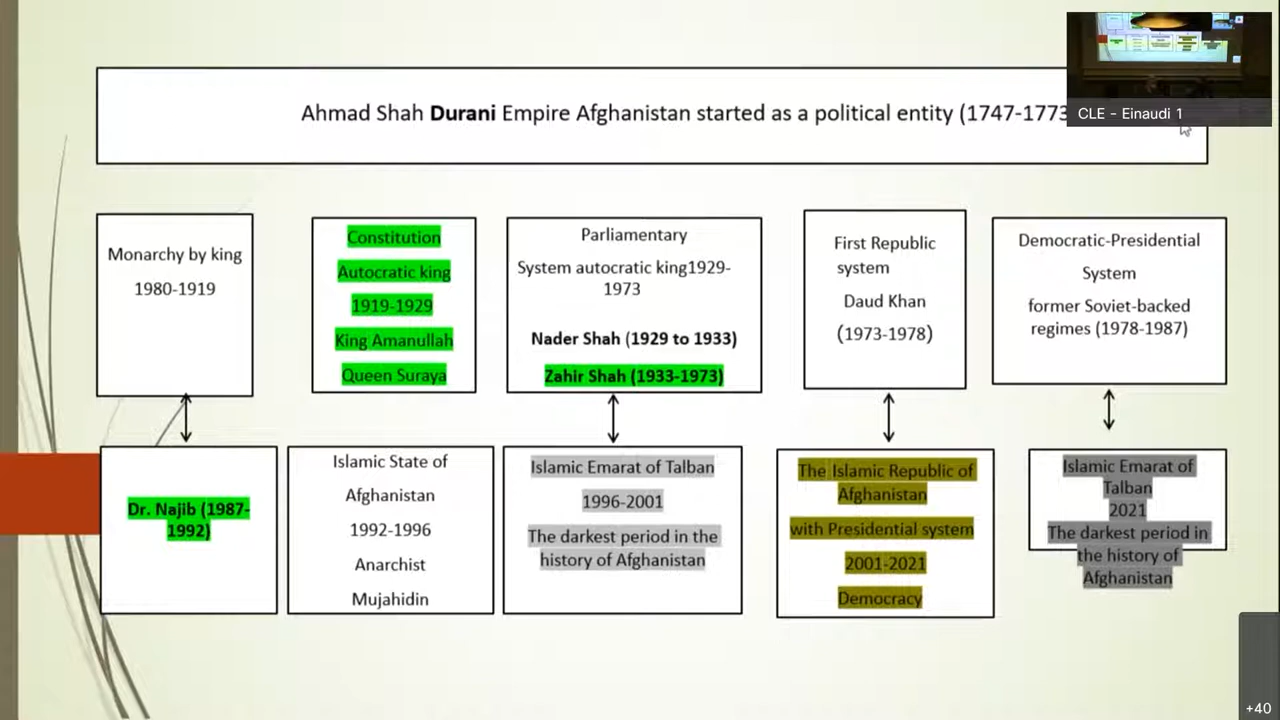 Ahmad Shah Durani Empire Afghanistan started as a political entity (1747-1773
CLE - Einaudi 1
Monarchy by king
1980-1919
Constitution
Autocratic king
1919-1929
King Amanullah
Queen Suraya
Parliamentary
System autocratic king1929-
1973
Nader Shah (1929 to 1933)
Zahir Shah (1933-1973)
First Republic
system
Daud Khan
(1973-1978)
Democratic-Presidential
System
former Soviet-backed
regimes (1978-1987)
Dr. Najib (1987-
1992)
Islamic State of
Afghanistan
1992-1996
Anarchist
Mujahidin
Islamic Emarat of Talban
1996-2001
The darkest period in the
history of Afghanistan
The Islamic Republic of
Afghanistan
with Presidential system
2001-2021
Democracy
Islamic Emarat of
Talban
2021
The darkest period in
the history of
Afghanistan
+40